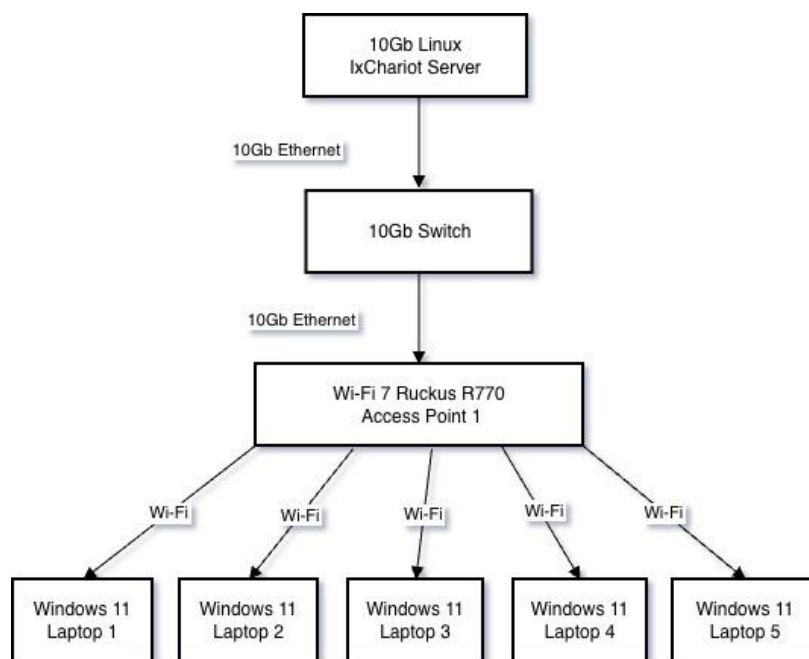 10Gb Linux
IxChariot Server
10Gb Ethernet
10Gb Switch
10Gb Ethernet
Wi-Fi 7 Ruckus R770
Access Point 1
Wi-Fi
Wi-Fi
Wi-Fi
Wi-Fi
Wi-Fi
Windows 11
Laptop 1
Windows 11
Laptop 2
Windows 11
Laptop 3
Windows 11
Laptop 4
Windows 11
Laptop 5